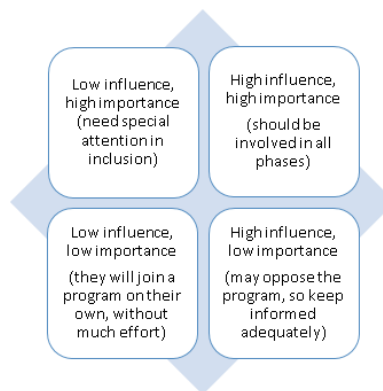 Low influence,
high importance
(need special
attention in
inclusion)
High influence,
high importance
(should be
involved in all
phases)
Low influence,
low importance
(they will join a
program on their
own, without
much effort)
High influence,
low importance
(may oppose the
program, so keep
informed
adequately)